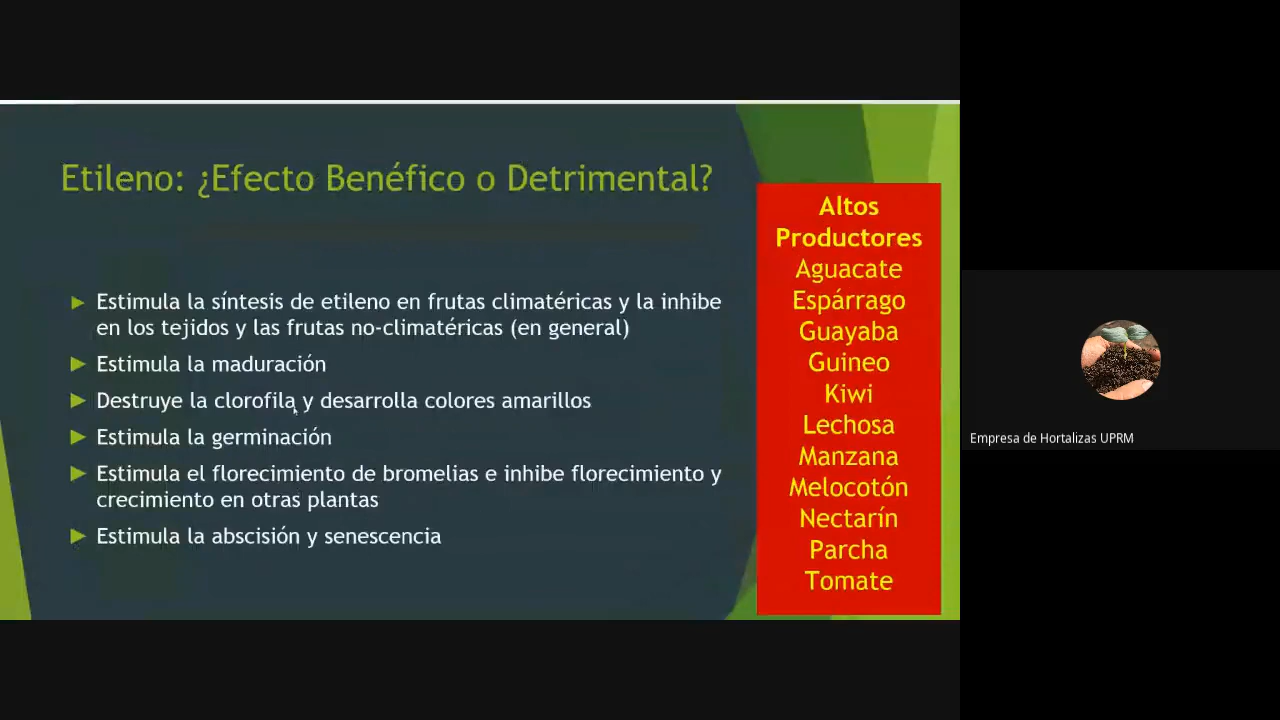 Etileno: ¿Efecto Benéfico o Detrimental?
Estimula la síntesis de etileno en frutas climatéricas y la inhibe
en los tejidos y las frutas no-climatéricas (en general)
Estimula la maduración
Destruye la clorofila y desarrolla colores amarillos
Estimula la germinación
Estimula el florecimiento de bromelias e inhibe florecimiento y
crecimiento en otras plantas
Estimula la abscisión y senescencia
Altos
Productores
Aguacate
Espárrago
Guayaba
Guineo
Kiwi
Lechosa
Manzana
Melocotón
Nectarín
Parcha
Tomate
Empresa de Hortalizas UPRM